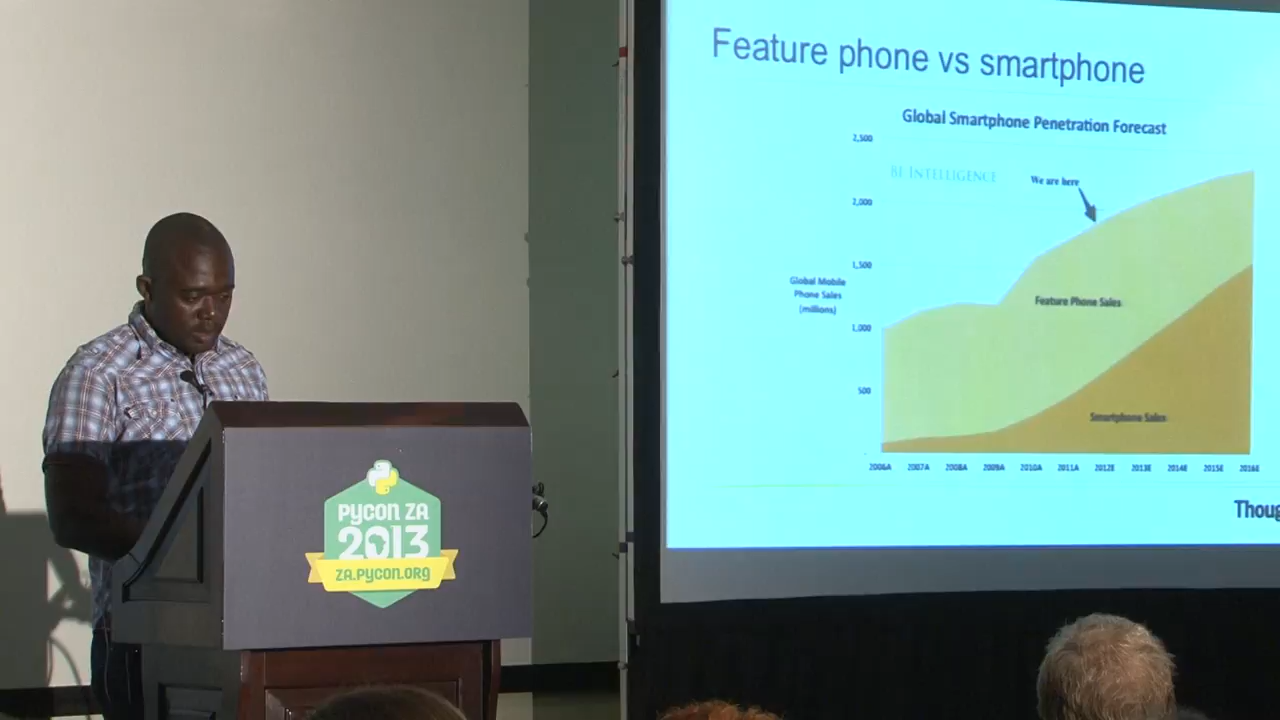 Feature phone vs smartphone
Global Smartphone Penetration Forecast
2,500
BI INTELLIGENCE
We are here
2,000
1,500
Global Mobile
Phone Sales
(millions)
Feature Phone Sales
1,000
500
Smartphone Sales
2006A 2007A 2008A 2009A 2010A 2011A 2012E 2013E 2014E 2015E 2016E
Thoug
PYCON ZA
2013
ZA.PYCON.ORG